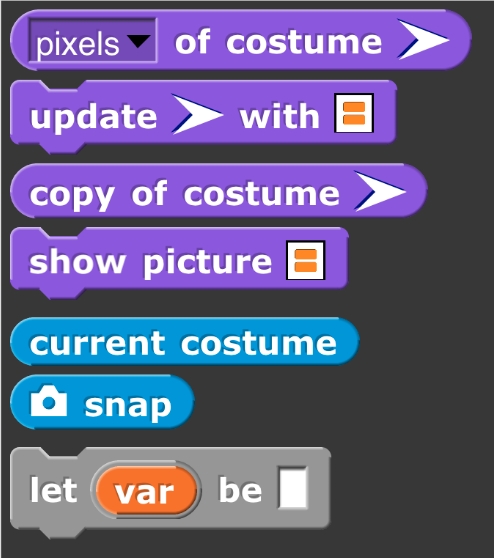 pixels of costume
update with
copy of costume
show picture
current costume
snap
let var be